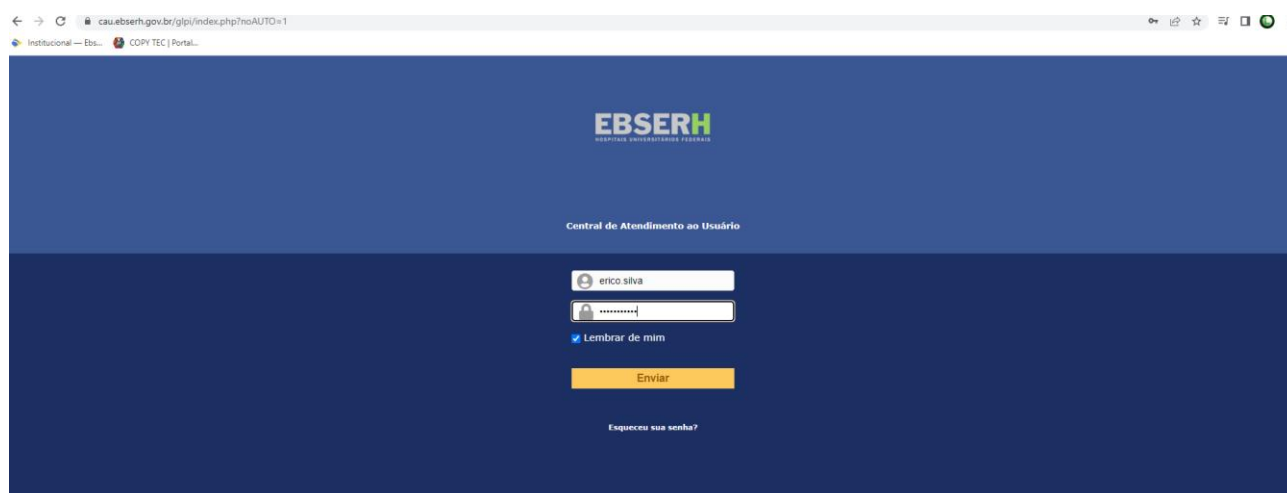 cau.ebserh.gov.br/glpi/index.php?noAUTO=1
Institucional — Ebs... COPY TEC | Portal...
EBSERH
HOSPITAIS UNIVERSITÁRIOS FEDERAIS
Central de Atendimento ao Usuário
erico.silva
Lembrar de mim
Enviar
Esqueceu sua senha?